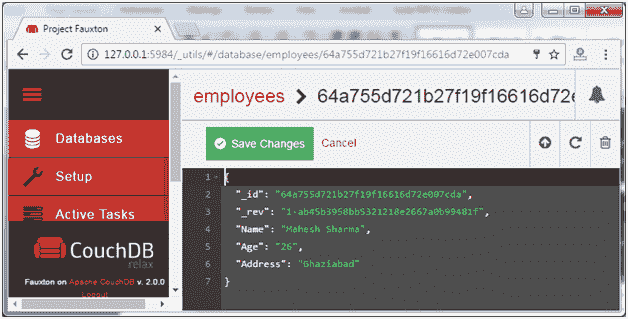 Project Fauxton
127.0.0.1:5984/_utils/#/database/employees/64a755d721b27f19f16616d72e007cda
employees > 64a755d721b27f19f16616d72e
Save Changes Cancel
Databases
Setup
Active Tasks
CouchDB
relax
Fauxton on Apache CouchDB v. 2.0.0
Logout
1 {
2 "_id": "64a755d721b27f19f16616d72e007cda",
3 "_rev":
4 "Name": "Mahesh Sharma",
5 "Age": "26",
6 "Address": "Ghaziabad"
7 }